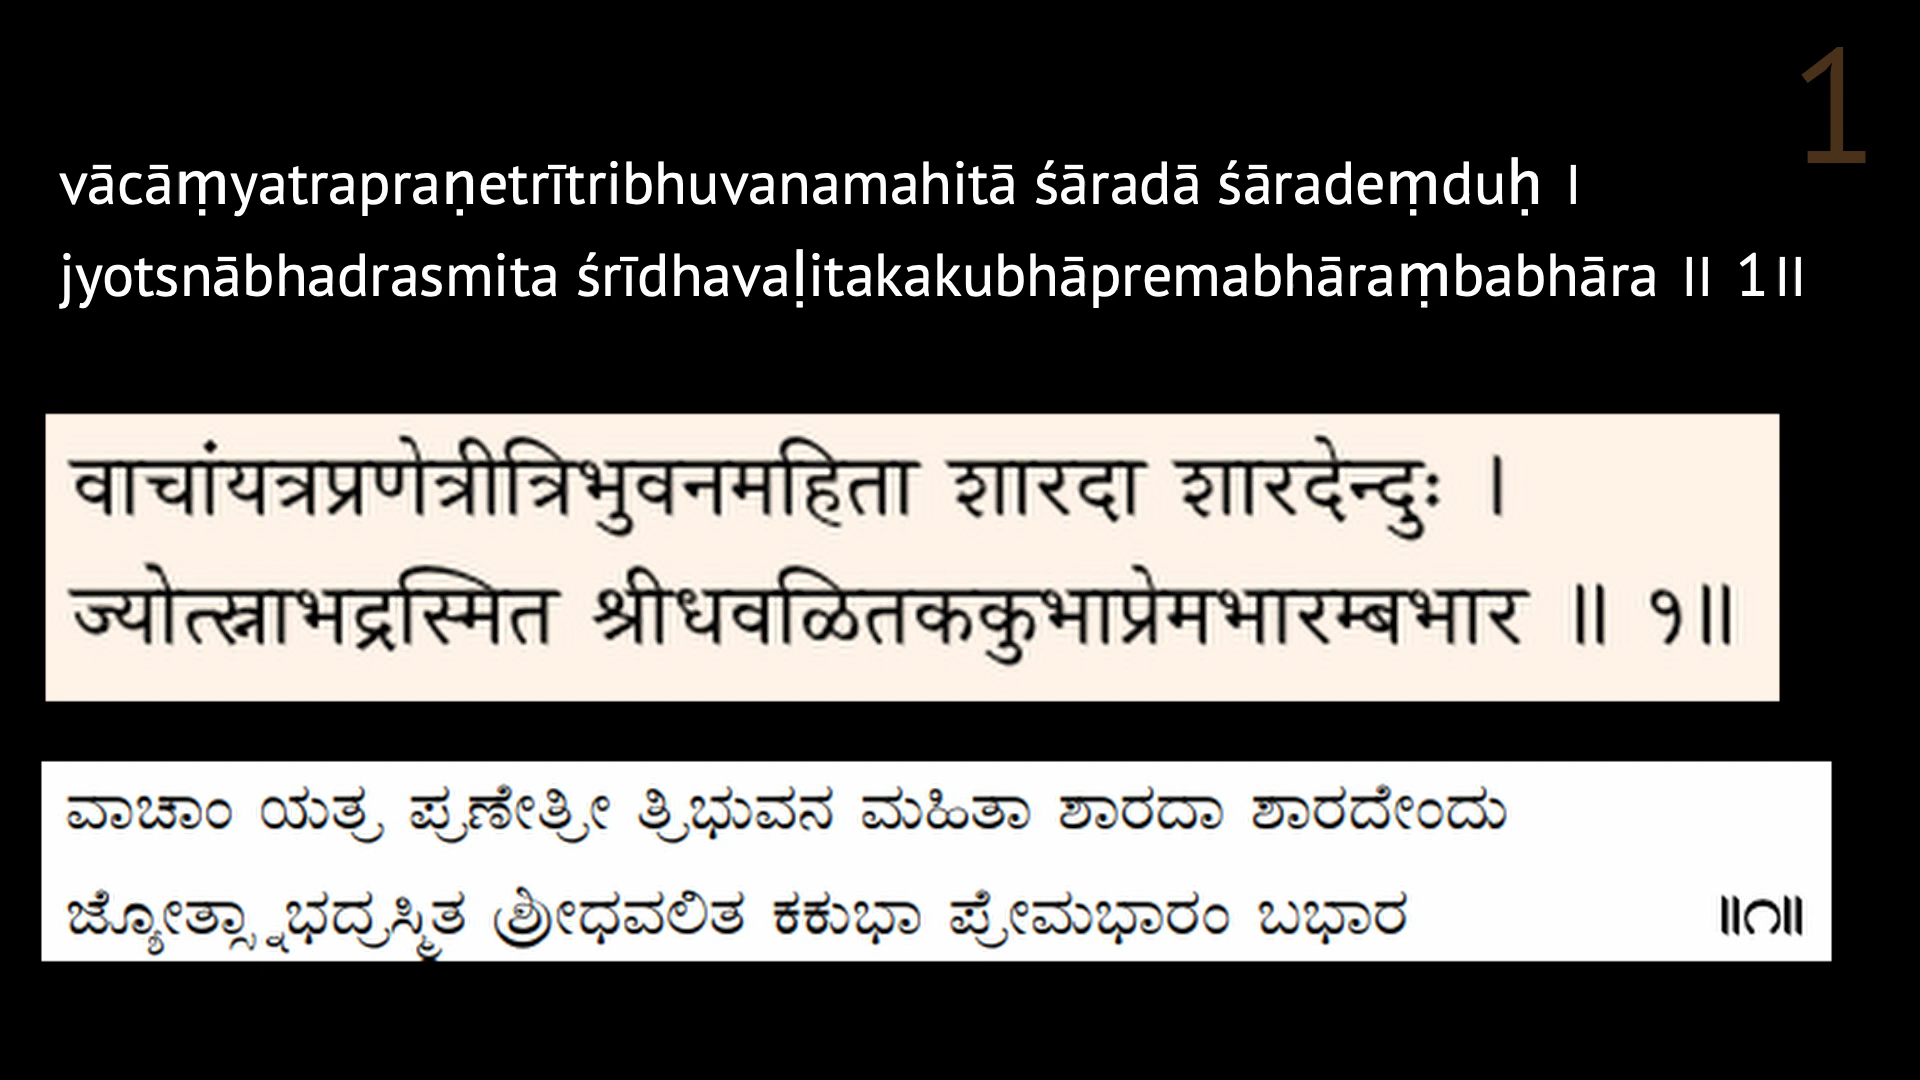 1
vācāṃyatrapraṇetrītribhuvanamahitā śāradā śāradeṃduḥ ।
jyotsnābhadrasmita śrīdhavaḷitakakubhāpremabhāraṃbabhāra ॥ 1॥
वाचांयत्रप्रणेत्रीत्रिभुवनमहिता शारदा शारदेन्दुः ।
ज्योत्स्नाभद्रस्मित श्रीधवळितककुभाप्रेमभारम्बभार ॥ १॥
ವಾಚಾಂ ಯತ್ರ ಪ್ರಣೇತ್ರೀ ತ್ರಿಭುವನ ಮಹಿತಾ ಶಾರದಾ ಶಾರದೇಂದು
ಜ್ಯೋತ್ಸ್ನಾಭದ್ರಸ್ಮಿತ ಶ್ರೀಧವಲಿತ ಕಕುಭಾ ಪ್ರೇಮಭಾರಂ ಬಭಾರ ॥೧॥